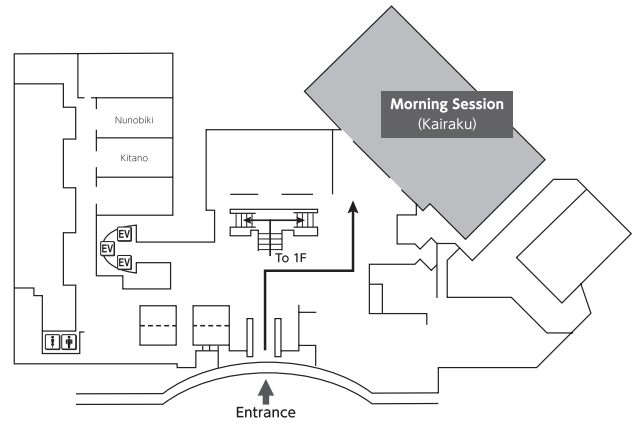 Morning Session
(Kairaku)
Nunobiki
Kitano
EV
EV
EV
To 1F
Entrance